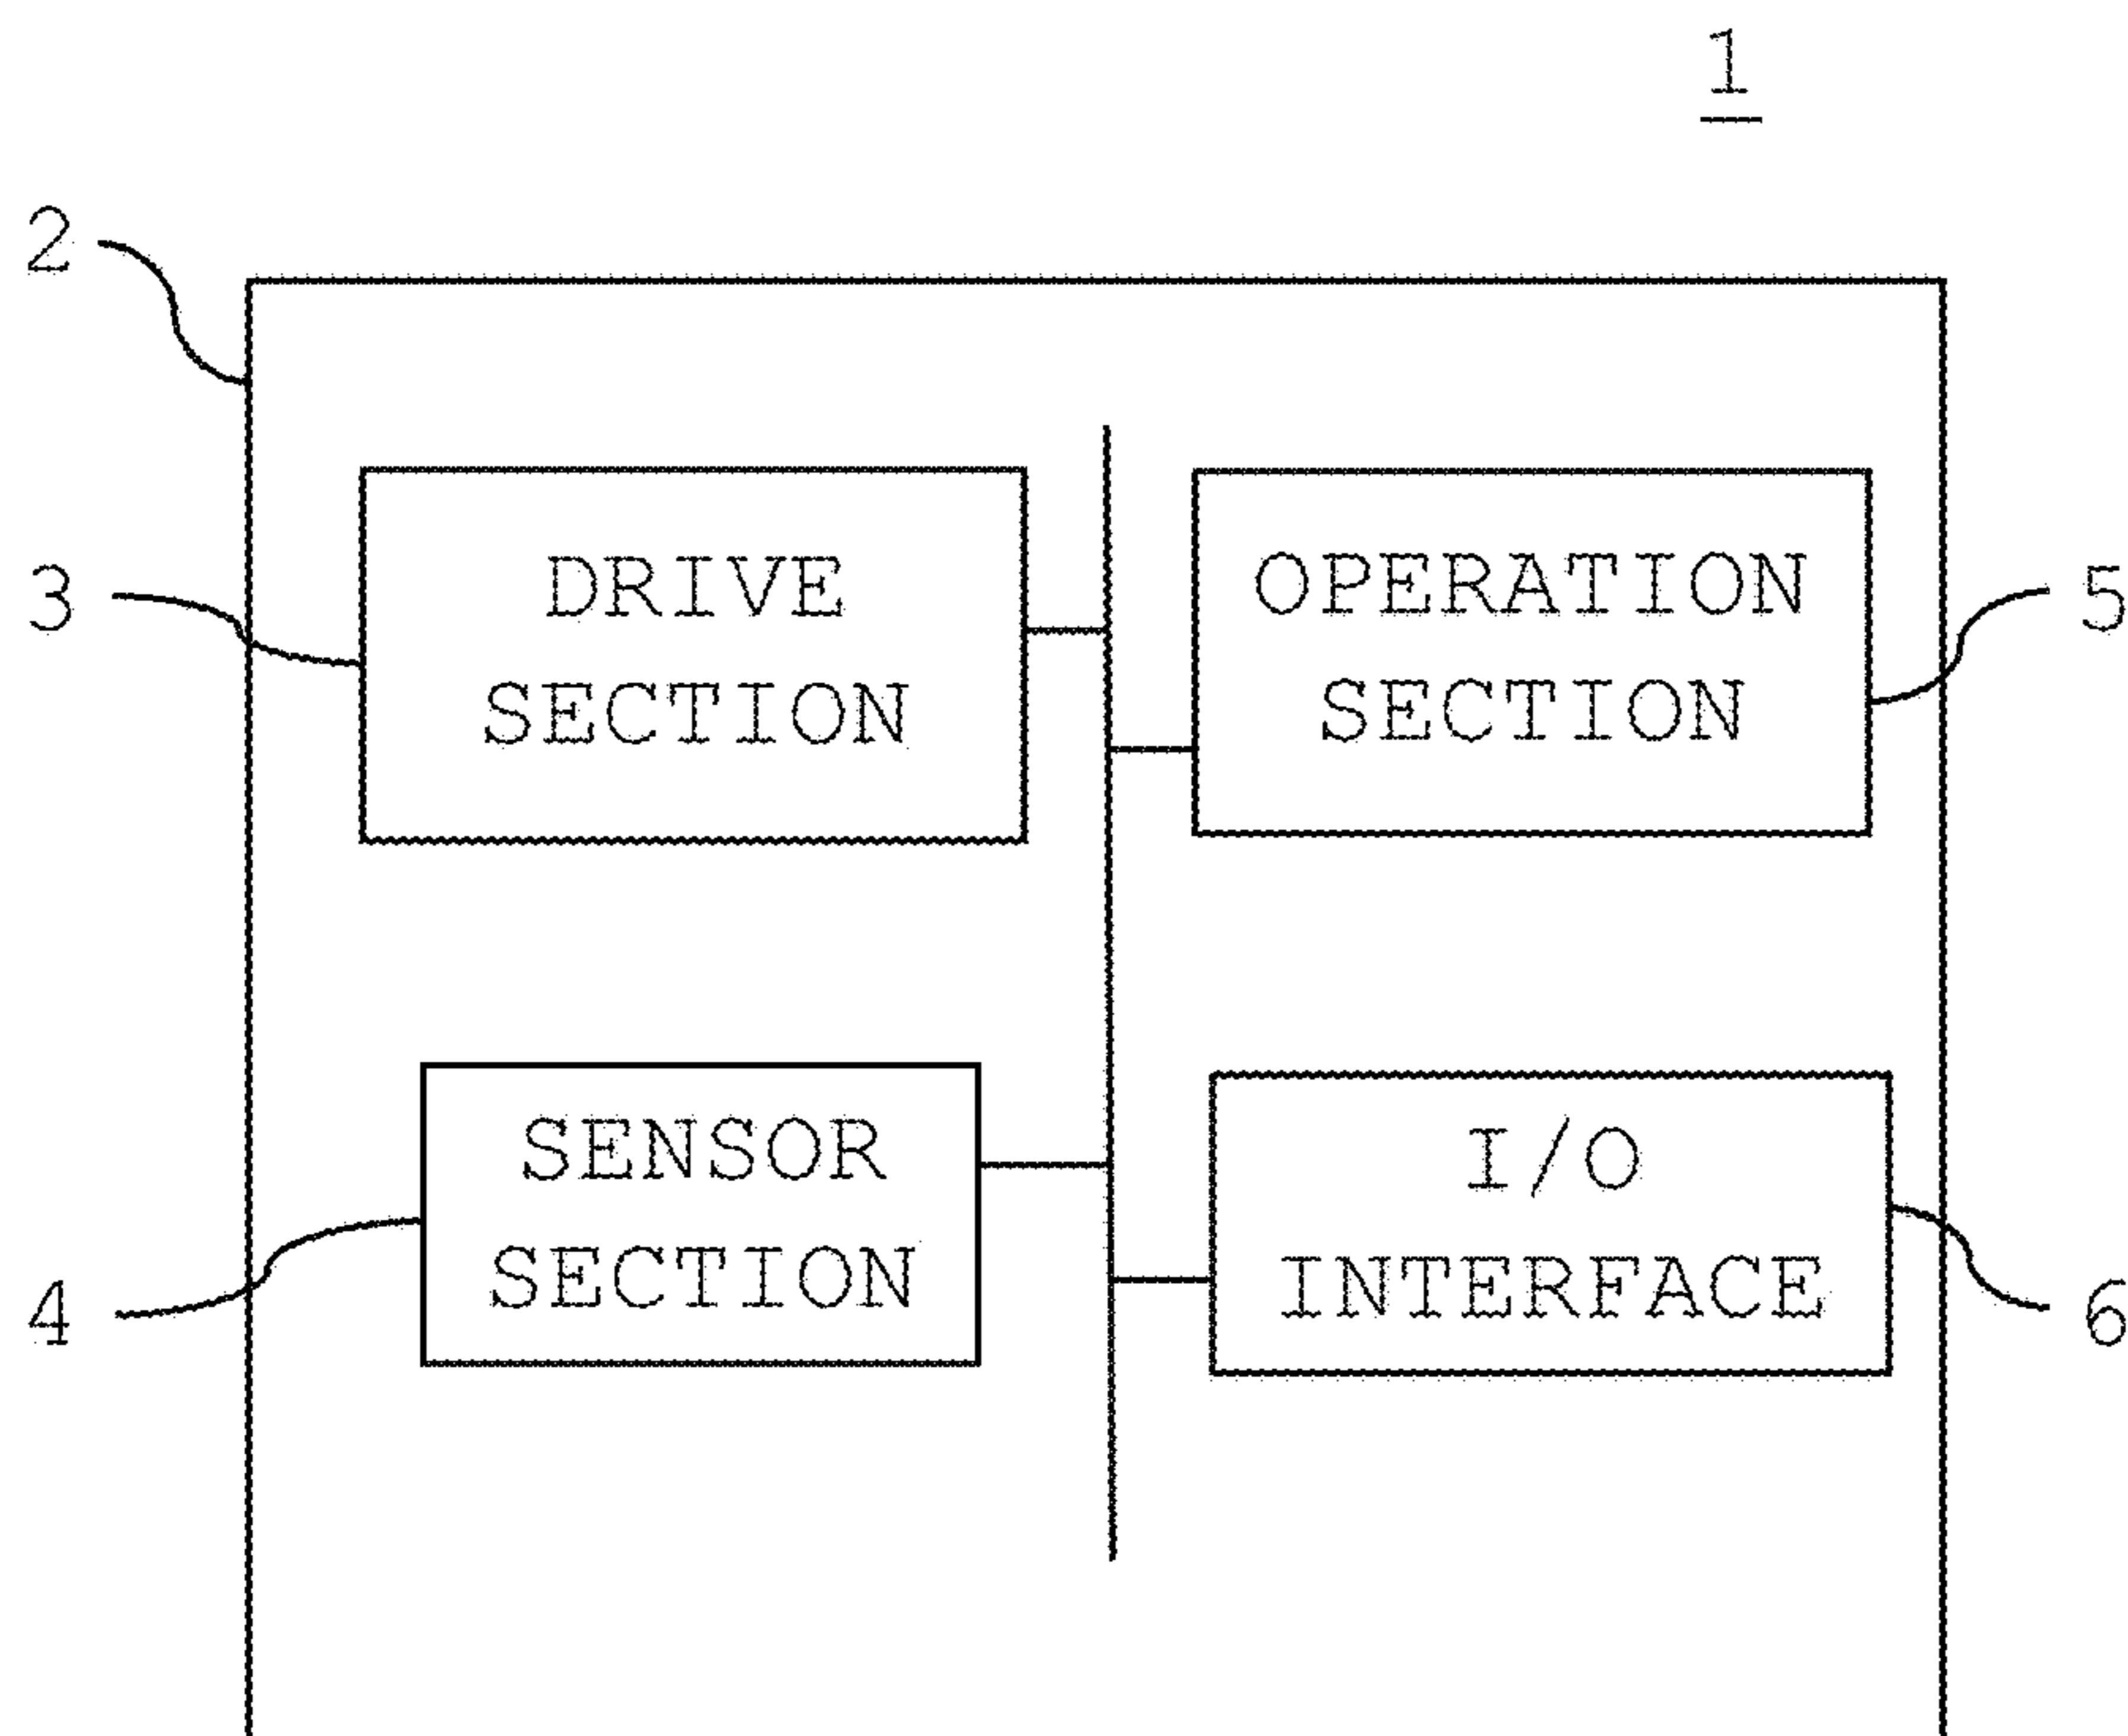 1
2
3
DRIVE
SECTION
OPERATION
SECTION
5
4
SENSOR
SECTION
I/O
INTERFACE
6